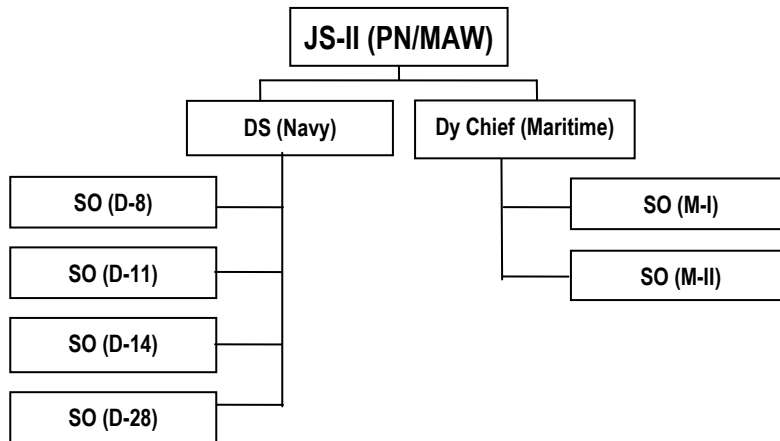 JS-II (PN/MAW)
DS (Navy)
Dy Chief (Maritime)
SO (D-8)
SO (M-I)
SO (D-11)
SO (M-II)
SO (D-14)
SO (D-28)